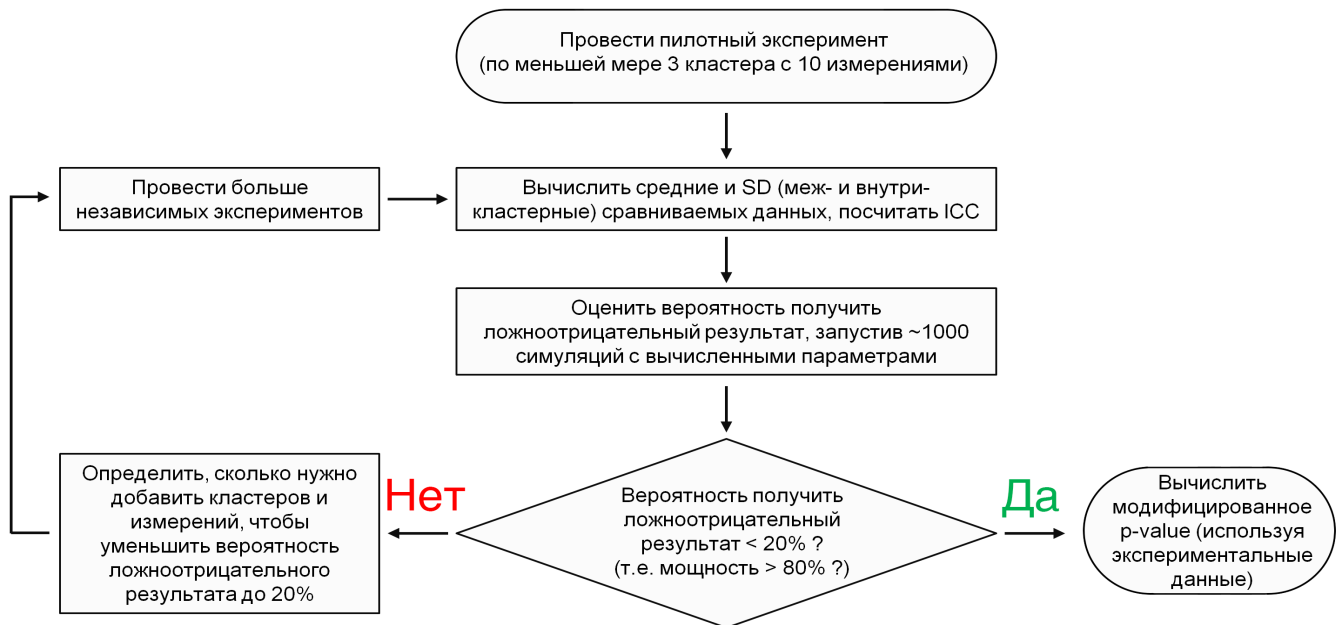 Провести пилотный эксперимент
(по меньшей мере 3 кластера с 10 измерениями)
Провести больше
независимых экспериментов
Вычислить средние и SD (меж- и внутри-
кластерные) сравниваемых данных, посчитать ICC
Оценить вероятность получить
ложноотрицательный результат, запустив ~1000
симуляций с вычисленными параметрами
Определить, сколько нужно
добавить кластеров и
измерений, чтобы
уменьшить вероятность
ложноотрицательного
результата до 20%
Нет
Вероятность получить
ложноотрицательный
результат < 20% ?
(т.е. мощность > 80% ?)
Да
Вычислить
модифицированное
p-value (используя
экспериментальные
данные)